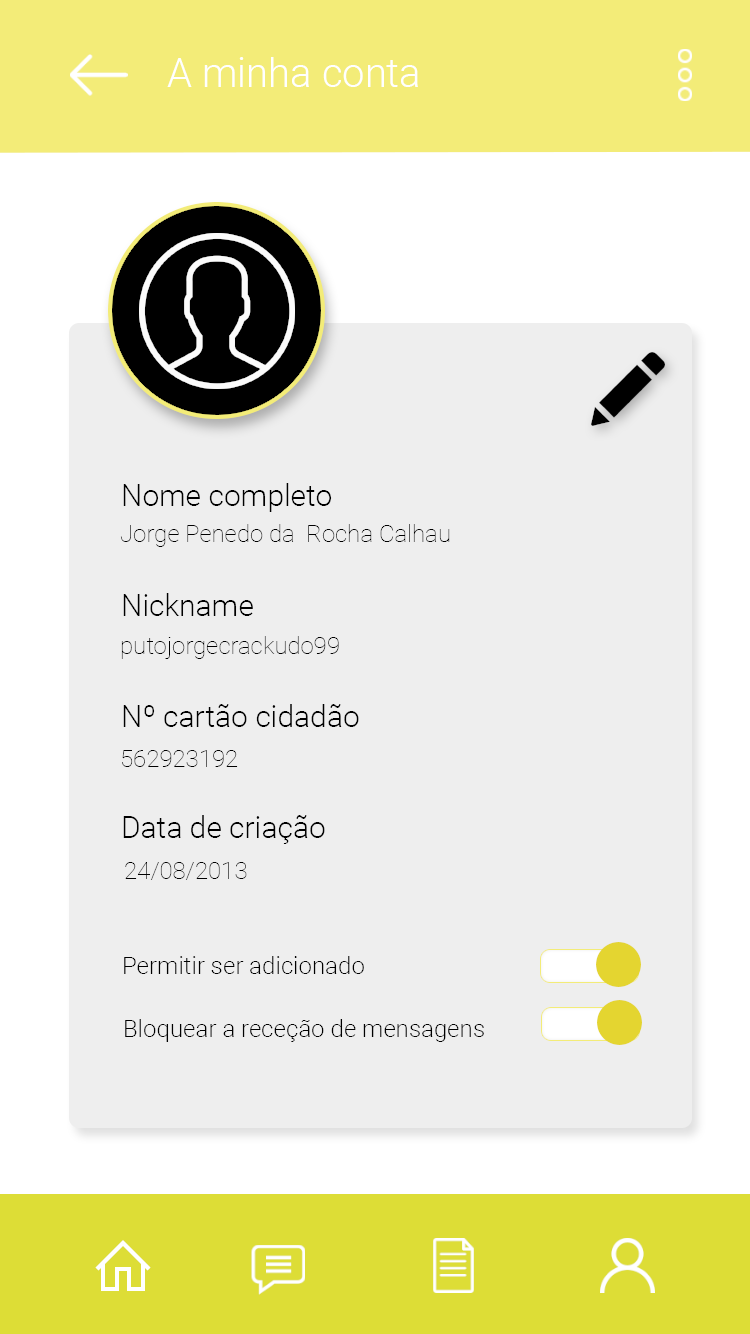 A minha conta
Nome completo
Jorge Penedo da  Rocha Calhau
Nickname
putojorgecrackudo99
Nº cartão cidadão
562923192
Data de criação
24/08/2013
Permitir ser adicionado
Bloquear a receção de mensagens